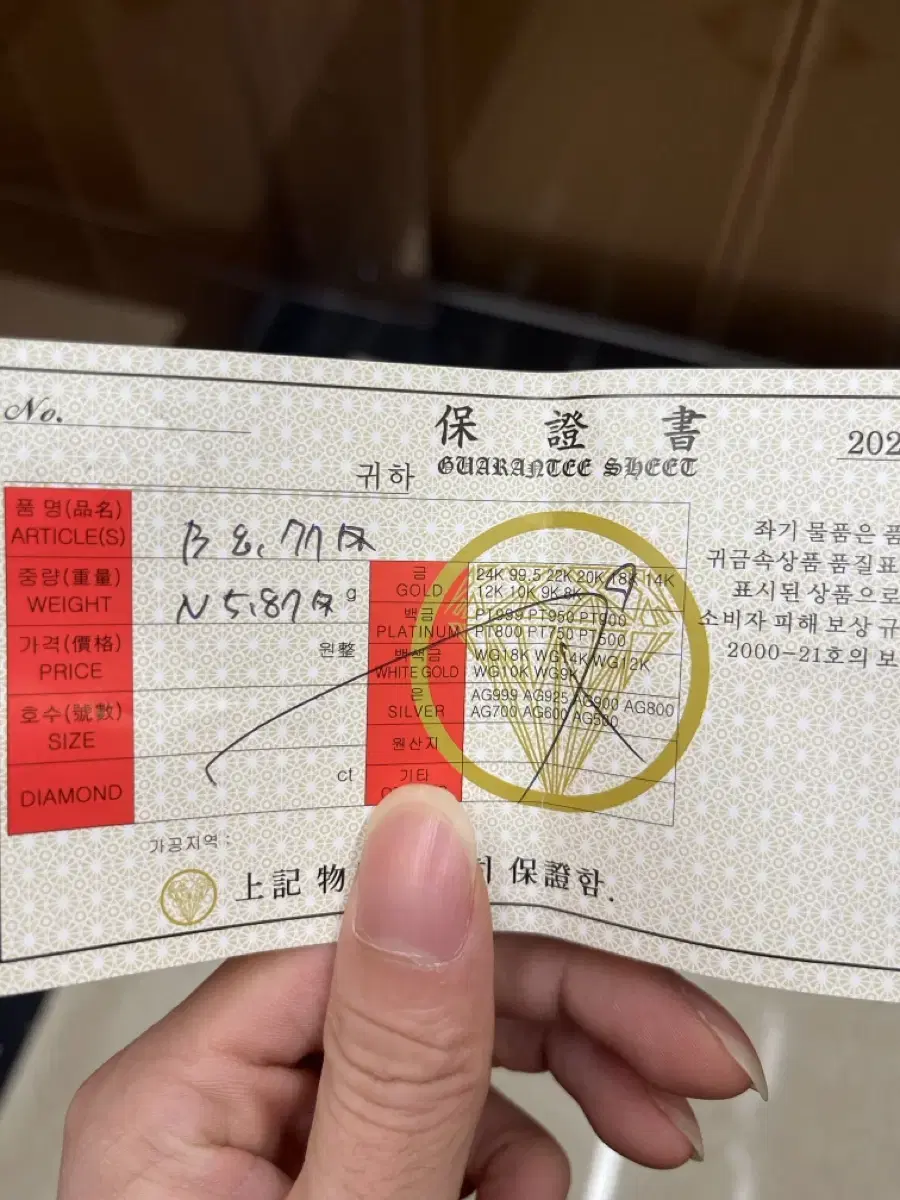 No.
保 證 書
202
귀하 GUARANTEE SHEET
품 명(品名)
ARTICLE(S)
B 8.77
중량(重量)
WEIGHT
N 5.87 g
가격(價格)
PRICE
원整
호수(號數)
SIZE
DIAMOND
ct
금
GOLD
24K 99.5 22K 20K 18K 14K
12K 10K 9K 8K
백금
PLATINUM
PT999 PT950 PT900
PT800 PT750 PT500
백색금
WHITE GOLD
WG18K WG14K WG12K
WG10K WG9K
은
SILVER
AG999 AG925 AG900 AG800
AG700 AG600 AG500
원산지
기타
좌기 물품은 품
귀금속상품 품질표
표시된 상품으로
소비자 피해 보상 규
2000-21호의 보
가공지역 :
上記 物 保證함.